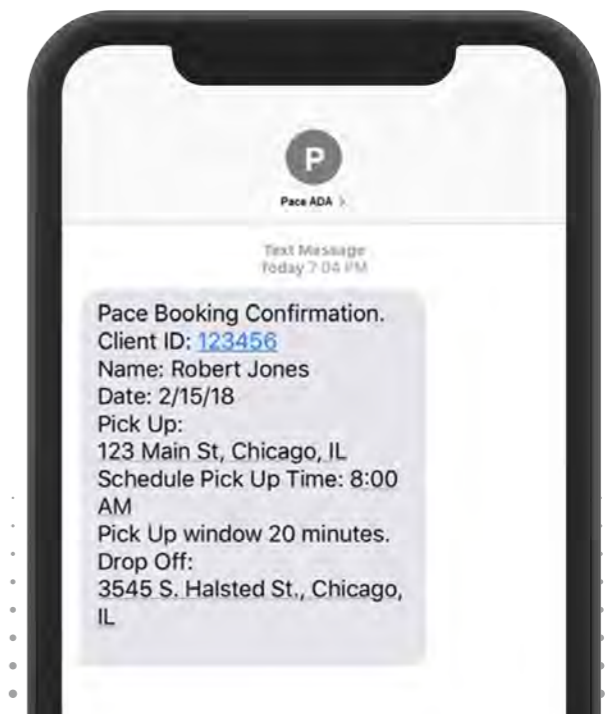 P
Pace ADA >
Text Message
Today 7:04 PM
Pace Booking Confirmation.
Client ID: 123456
Name: Robert Jones
Date: 2/15/18
Pick Up:
123 Main St, Chicago, IL
Schedule Pick Up Time: 8:00
AM
Pick Up window 20 minutes.
Drop Off:
3545 S. Halsted St., Chicago,
IL